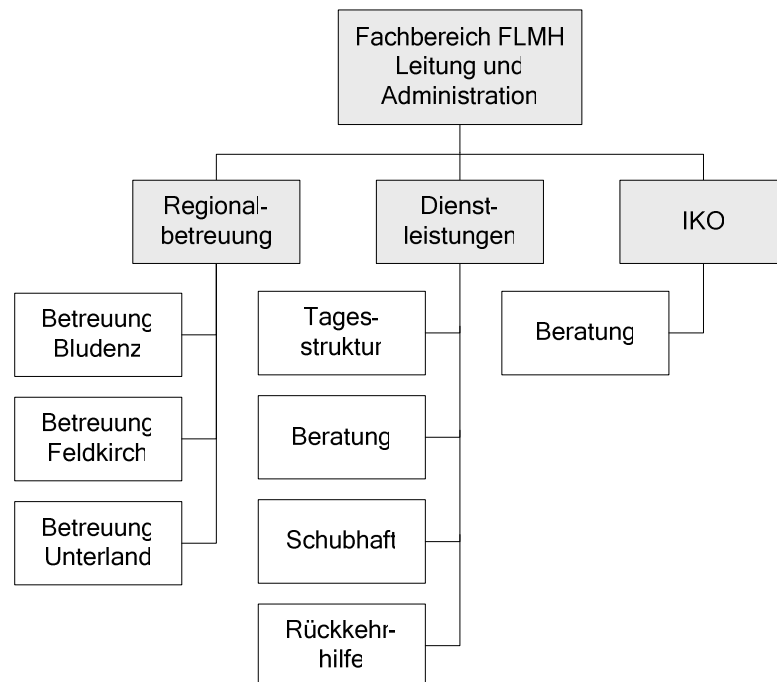 Fachbereich FLMH
Leitung und
Administration
Regional-
betreuung
Dienst-
leistungen
IKO
Betreuung
Bludenz
Betreuung
Feldkirch
Betreuung
Unterland
Tages-
struktur
Beratung
Schubhaft
Rückkehr-
hilfe
Beratung